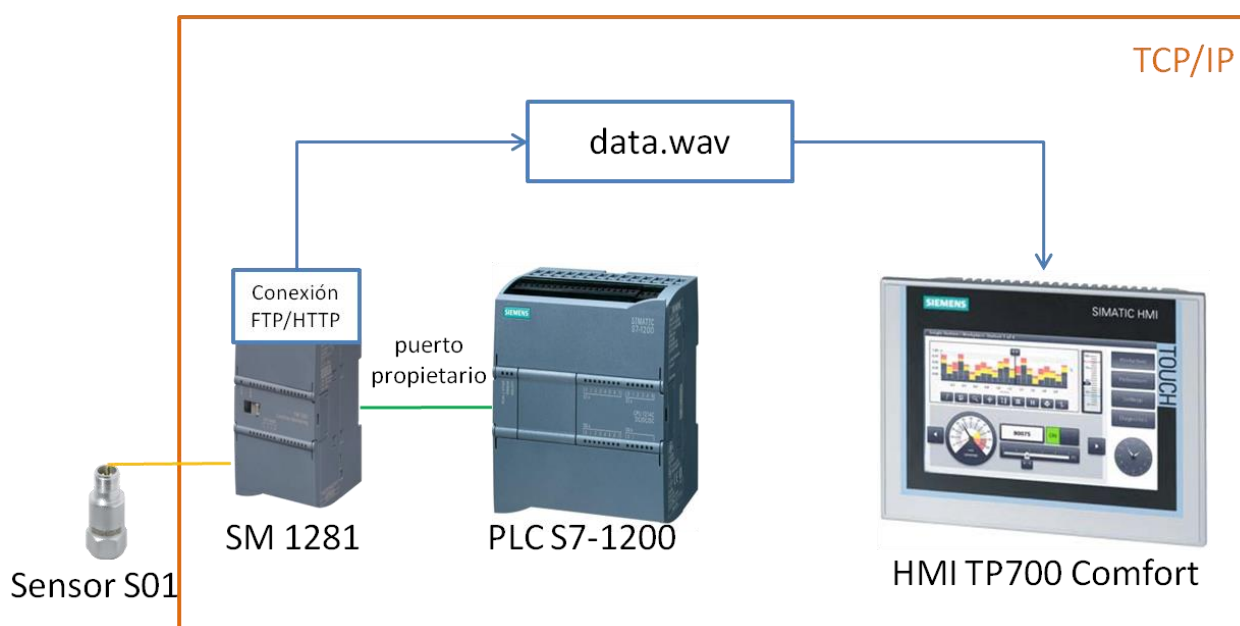 TCP/IP
data.wav
Conexión
FTP/HTTP
puerto
propietario
SIEMENS
SIMATIC
S7-1200
SIEMENS
SIMATIC HMI
TOUCH
SM 1281
PLC S7-1200
HMI TP700 Comfort
Sensor S01